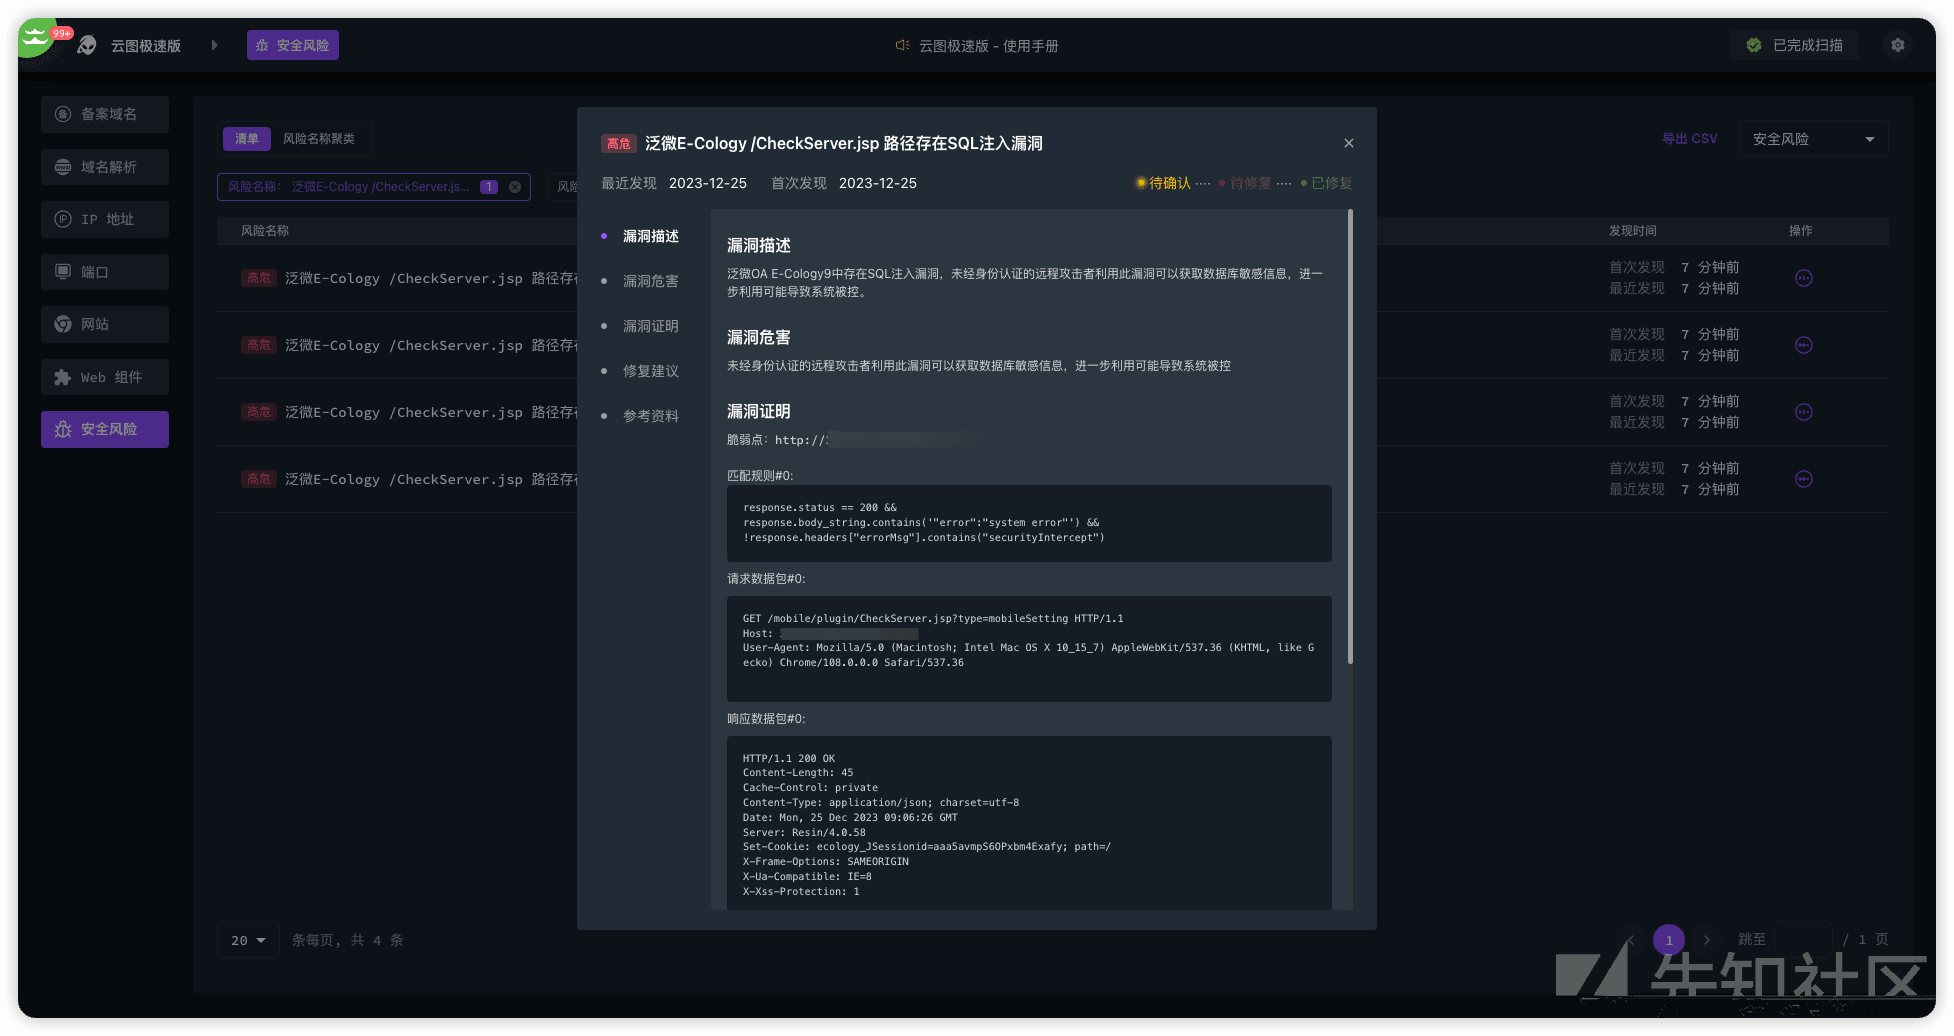 99+
云图极速版
安全风险
云图极速版 - 使用手册
已完成扫描
备案域名
域名解析
IP 地址
端口
网站
Web 组件
安全风险
清单
风险名称聚类
导出 CSV
安全风险
风险名称： 泛微E-Cology /CheckServer.js... 1
风险
风险名称
发现时间
操作
高危 泛微E-Cology /CheckServer.jsp 路径存
首次发现 7 分钟前
最近发现 7 分钟前
高危 泛微E-Cology /CheckServer.jsp 路径存
首次发现 7 分钟前
最近发现 7 分钟前
高危 泛微E-Cology /CheckServer.jsp 路径存
首次发现 7 分钟前
最近发现 7 分钟前
高危 泛微E-Cology /CheckServer.jsp 路径存
首次发现 7 分钟前
最近发现 7 分钟前
高危 泛微E-Cology /CheckServer.jsp 路径存在SQL注入漏洞
最近发现 2023-12-25 首次发现 2023-12-25
待确认 ···· 待修复 ···· 已修复
漏洞描述
漏洞危害
漏洞证明
修复建议
参考资料
漏洞描述
泛微OA E-Cology9中存在SQL注入漏洞，未经身份认证的远程攻击者利用此漏洞可以获取数据库敏感信息，进一
步利用可能导致系统被控。
漏洞危害
未经身份认证的远程攻击者利用此漏洞可以获取数据库敏感信息，进一步利用可能导致系统被控
漏洞证明
脆弱点：http://
匹配规则#0:
response.status == 200 &&
response.body_string.contains('"error":"system error"') &&
!response.headers["errorMsg"].contains("securityIntercept")
请求数据包#0:
GET /mobile/plugin/CheckServer.jsp?type=mobileSetting HTTP/1.1
Host:
User-Agent: Mozilla/5.0 (Macintosh; Intel Mac OS X 10_15_7) AppleWebKit/537.36 (KHTML, like G
ecko) Chrome/108.0.0.0 Safari/537.36
响应数据包#0:
HTTP/1.1 200 OK
Content-Length: 45
Cache-Control: private
Content-Type: application/json; charset=utf-8
Date: Mon, 25 Dec 2023 09:06:26 GMT
Server: Resin/4.0.58
Set-Cookie: ecology_JSessionid=aaa5avmpS6OPxbm4Exafy; path=/
X-Frame-Options: SAMEORIGIN
X-Ua-Compatible: IE=8
X-Xss-Protection: 1
20 条每页, 共 4 条
1 跳至 / 1 页
先知社区